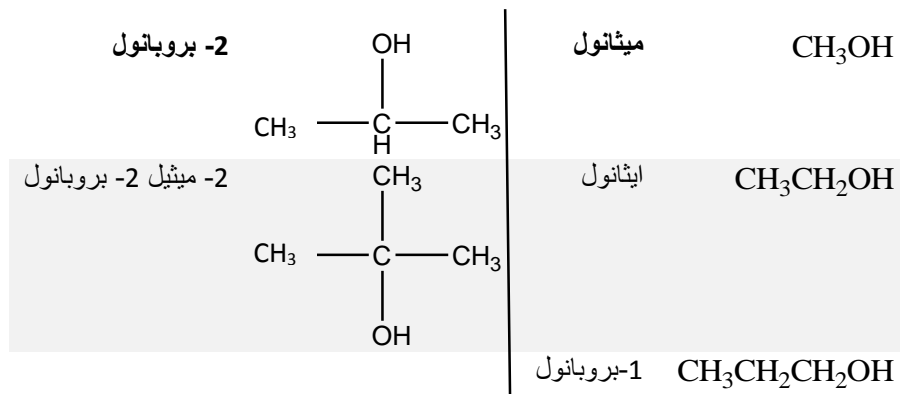 CH₃OH ميثانول
CH₃CH₂OH ايثانول
CH₃CH₂CH₂OH 1-بروبانول
2- بروبانول
OH
CH₃ C CH₃
H
2- ميثيل 2- بروبانول
CH₃
CH₃ C CH₃
OH